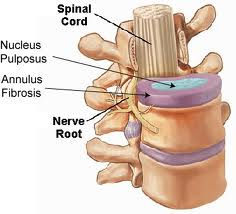 Spinal
Cord
Nucleus
Pulposus
Annulus
Fibrosis
Nerve
Root